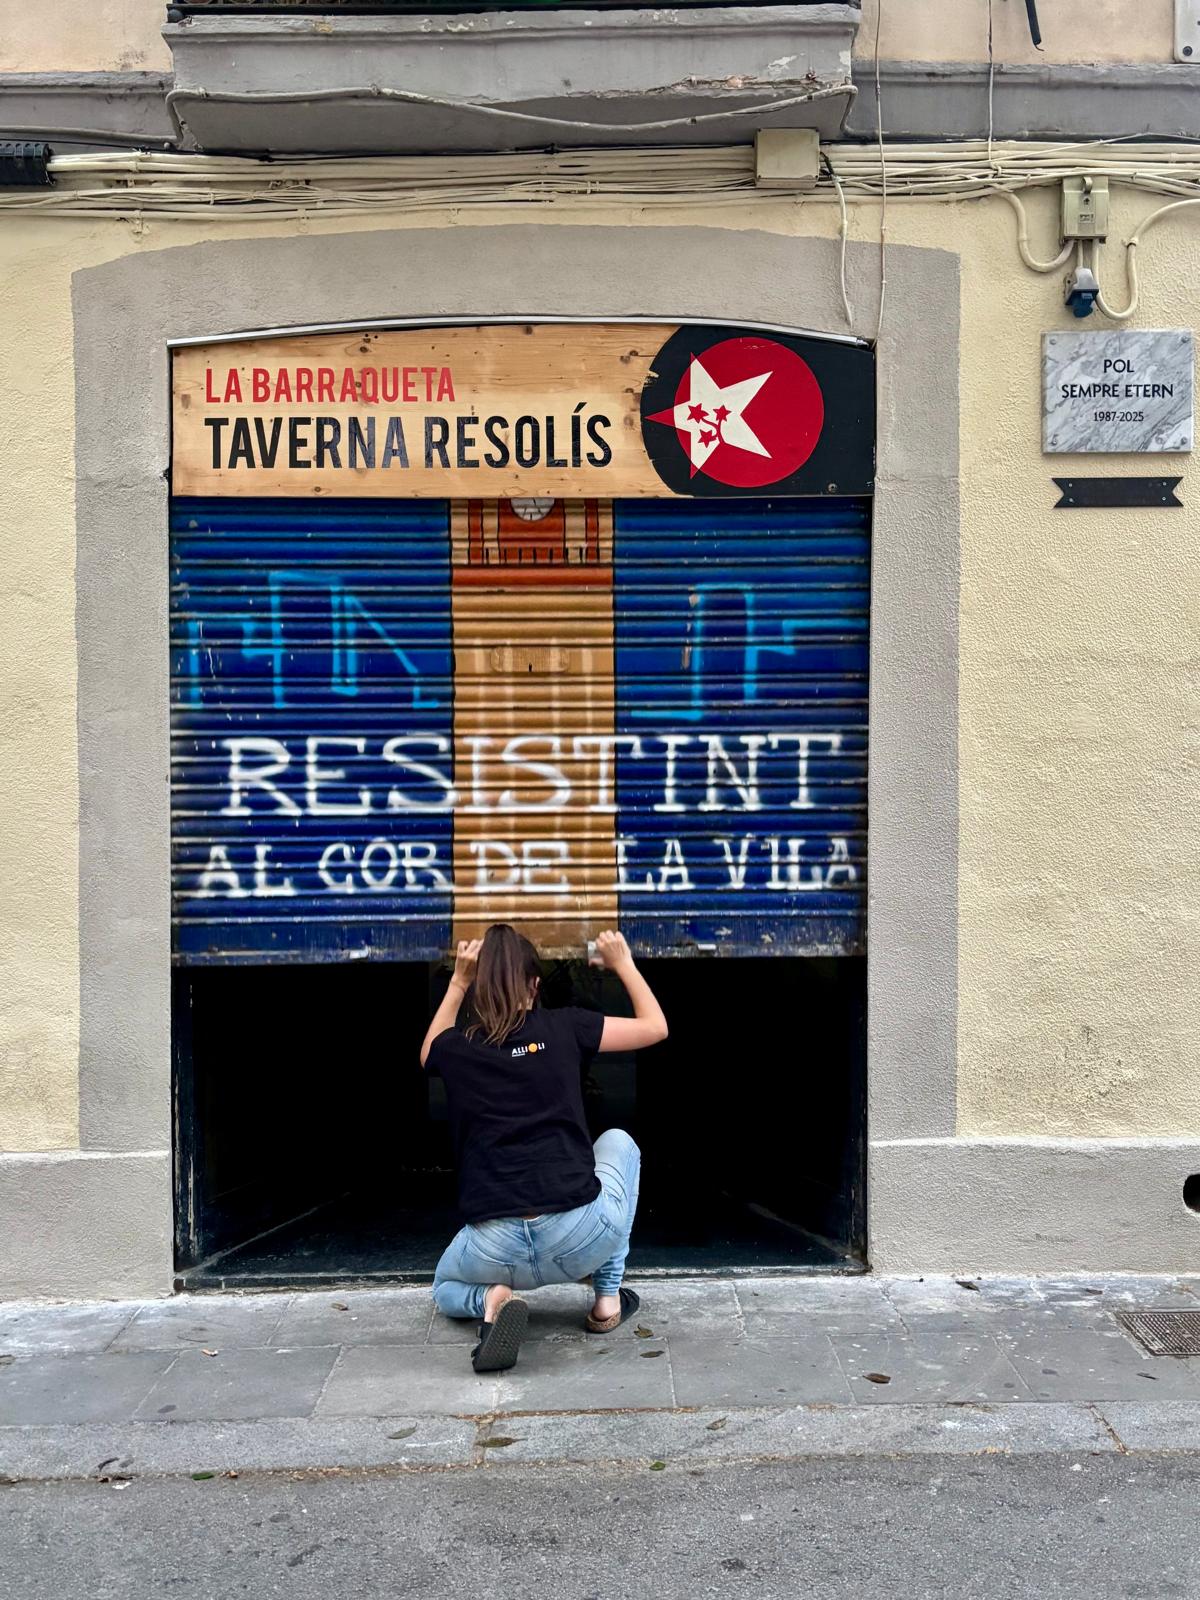 LA BARRAQUETA
TAVERNA RESOLÍS
POL
SEMPRE ETERN
1987-2025
RESISTINT
AL COR DE LA VILA
ALLIOLI